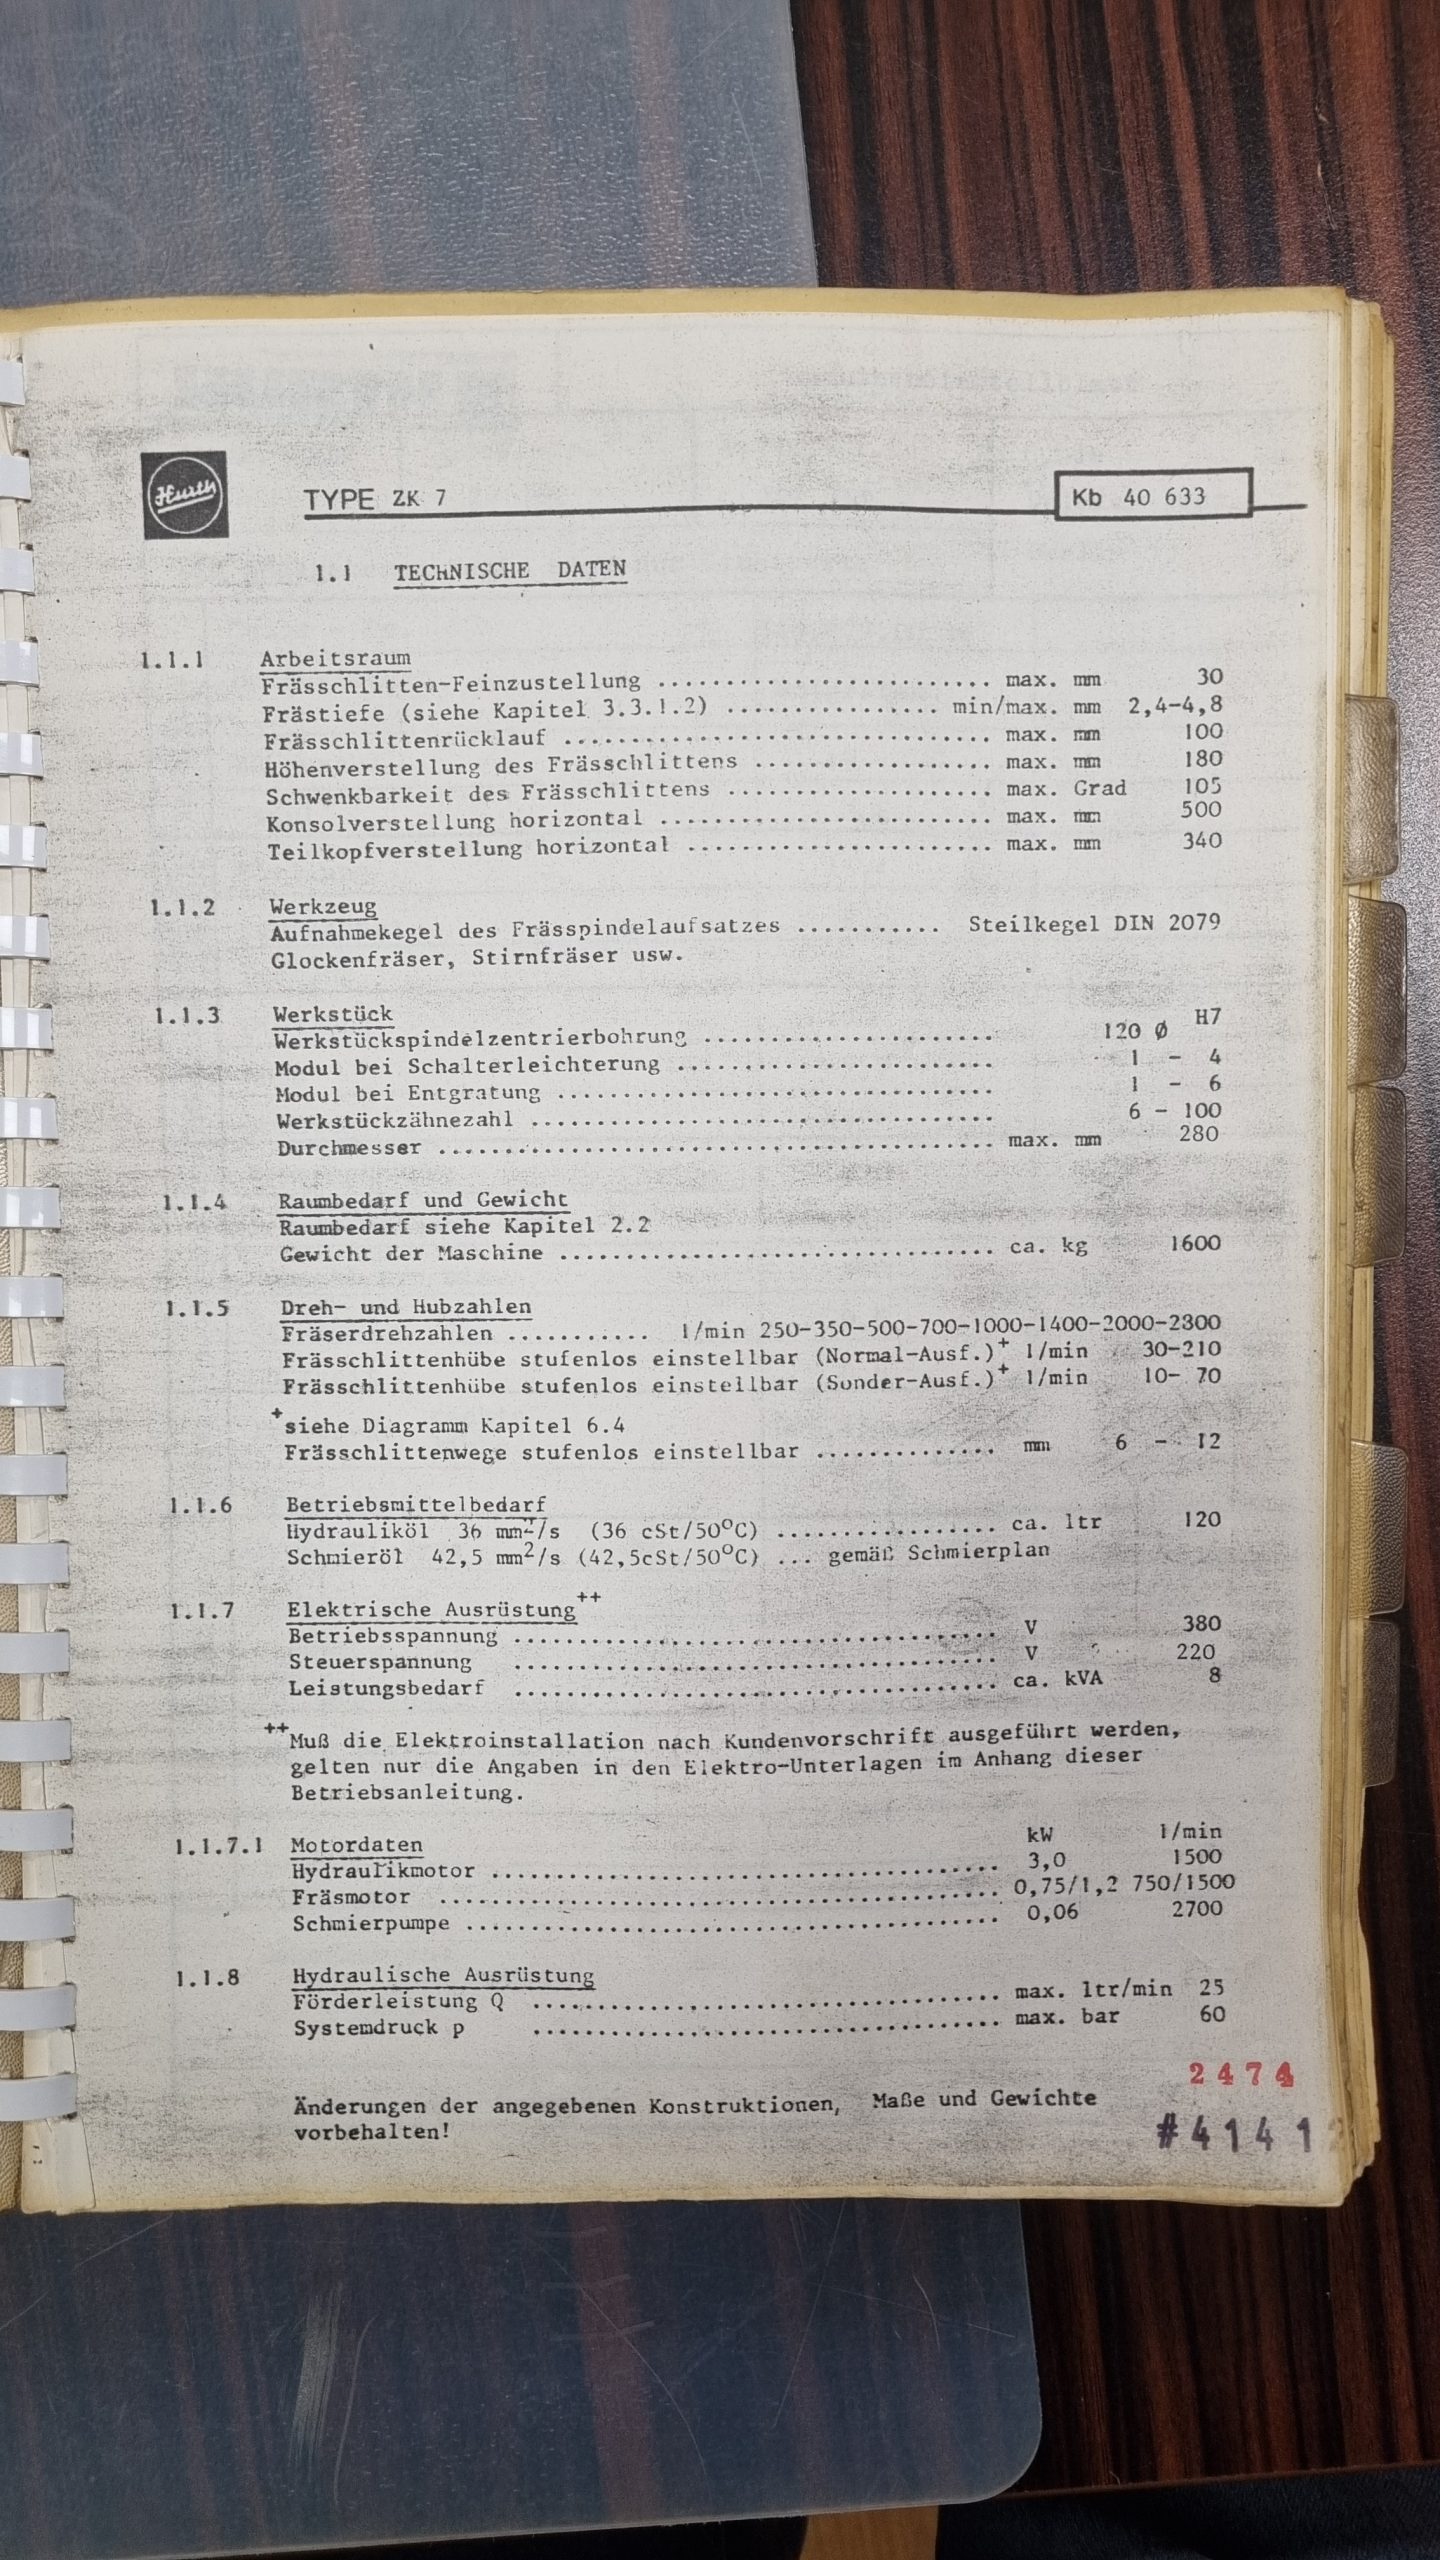 Hurth
TYPE ZK 7
Kb 40 633
1.1 TECHNISCHE DATEN
1.1.1 Arbeitsraum
Frässchlitten-Feinzustellung ......................... max. mm 30
Frästiefe (siehe Kapitel 3.3.1.2) ................ min/max. mm 2,4-4,8
Frässchlittenrücklauf ................................ max. mm 100
Höhenverstellung des Frässchlittens .................. max. mm 180
Schwenkbarkeit des Frässchlittens .................... max. Grad 105
Konsolverstellung horizontal ......................... max. mm 500
Teilkopfverstellung horizontal ....................... max. mm 340
1.1.2 Werkzeug
Aufnahmekegel des Frässpindelaufsatzes ........... Steilkegel DIN 2079
Glockenfräser, Stirnfräser usw.
1.1.3 Werkstück
Werkstückspindelzentrierbohrung ...................... 120 Ø H7
Modul bei Schalterleichterung ........................ 1 - 4
Modul bei Entgratung ................................. 1 - 6
Werkstückzähnezahl ................................... 6 - 100
Durchmesser .......................................... max. mm 280
1.1.4 Raumbedarf und Gewicht
Raumbedarf siehe Kapitel 2.2
Gewicht der Maschine ................................. ca. kg 1600
1.1.5 Dreh- und Hubzahlen
Fräserdrehzahlen ........... 1/min 250-350-500-700-1000-1400-2000-2800
Frässchlittenhübe stufenlos einstellbar (Normal-Ausf.)+ 1/min 30-210
Frässchlittenhübe stufenlos einstellbar (Sonder-Ausf.)+ 1/min 10- 70
+siehe Diagramm Kapitel 6.4
Frässchlittenwege stufenlos einstellbar .............. mm 6 - 12
1.1.6 Betriebsmittelbedarf
Hydrauliköl 36 mm2/s (36 cSt/50°C) ................. ca. ltr 120
Schmieröl 42,5 mm2/s (42,5cSt/50°C) ... gemäß Schmierplan
1.1.7 Elektrische Ausrüstung++
Betriebsspannung ..................................... V 380
Steuerspannung ..................................... V 220
Leistungsbedarf ..................................... ca. kVA 8
++Muß die Elektroinstallation nach Kundenvorschrift ausgeführt werden,
gelten nur die Angaben in den Elektro-Unterlagen im Anhang dieser
Betriebsanleitung.
1.1.7.1 Motordaten kW 1/min
Hydraulikmotor ....................................... 3,0 1500
Fräsmotor .......................................... 0,75/1,2 750/1500
Schmierpumpe ........................................ 0,06 2700
1.1.8 Hydraulische Ausrüstung
Förderleistung Q ................................... max. ltr/min 25
Systemdruck p ................................... max. bar 60
Änderungen der angegebenen Konstruktionen, Maße und Gewichte
vorbehalten!
2474
#41412